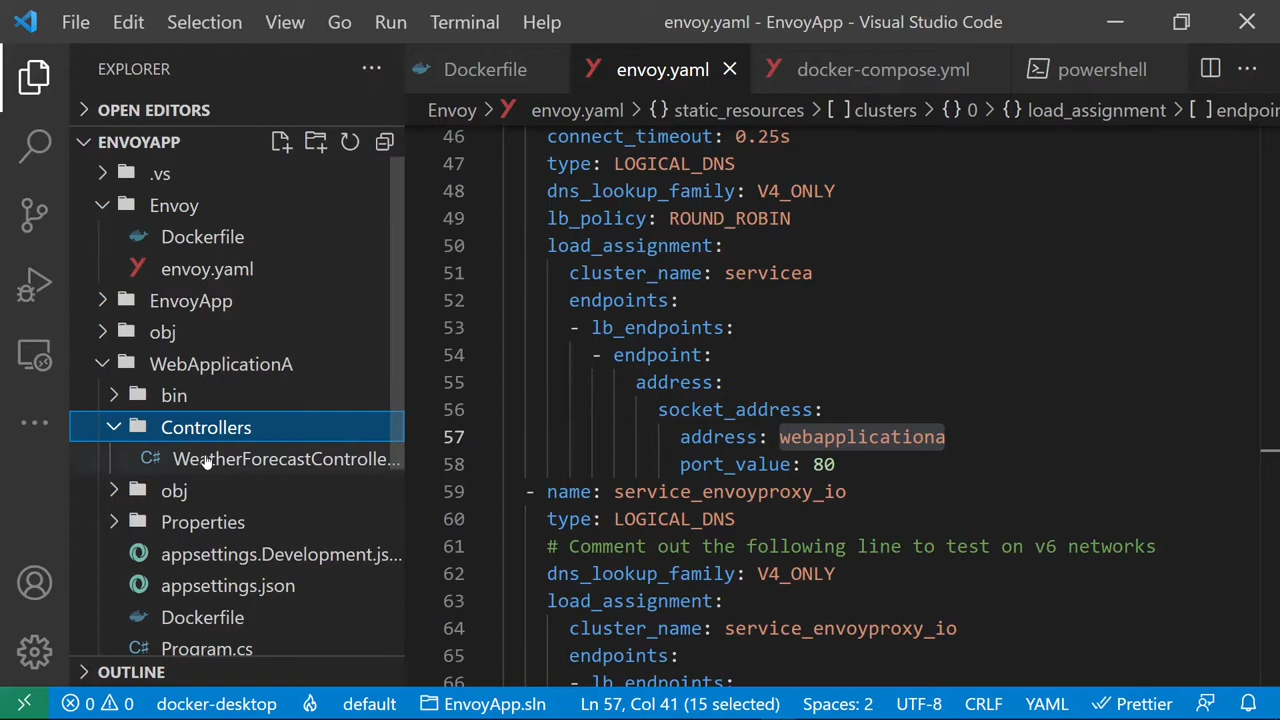 File Edit Selection View Go Run Terminal Help envoy.yaml - EnvoyApp - Visual Studio Code
EXPLORER
OPEN EDITORS
ENVOYAPP
.vs
Envoy
Dockerfile
envoy.yaml
EnvoyApp
obj
WebApplicationA
bin
Controllers
C# WeatherForecastControlle...
obj
Properties
appsettings.Development.js...
appsettings.json
Dockerfile
C# Program.cs
OUTLINE
Dockerfile envoy.yaml docker-compose.yml powershell
Envoy > envoy.yaml > {} static_resources > [ ] clusters > {} 0 > {} load_assignment > [ ] endpoint
46 connect_timeout: 0.25s
47 type: LOGICAL_DNS
48 dns_lookup_family: V4_ONLY
49 lb_policy: ROUND_ROBIN
50 load_assignment:
51 cluster_name: servicea
52 endpoints:
53 - lb_endpoints:
54 - endpoint:
55 address:
56 socket_address:
57 address: webapplicationa
58 port_value: 80
59 - name: service_envoyproxy_io
60 type: LOGICAL_DNS
61 # Comment out the following line to test on v6 networks
62 dns_lookup_family: V4_ONLY
63 load_assignment:
64 cluster_name: service_envoyproxy_io
65 endpoints:
66 - lb_endpoints:
0 0 docker-desktop default EnvoyApp.sln Ln 57, Col 41 (15 selected) Spaces: 2 UTF-8 CRLF YAML Prettier